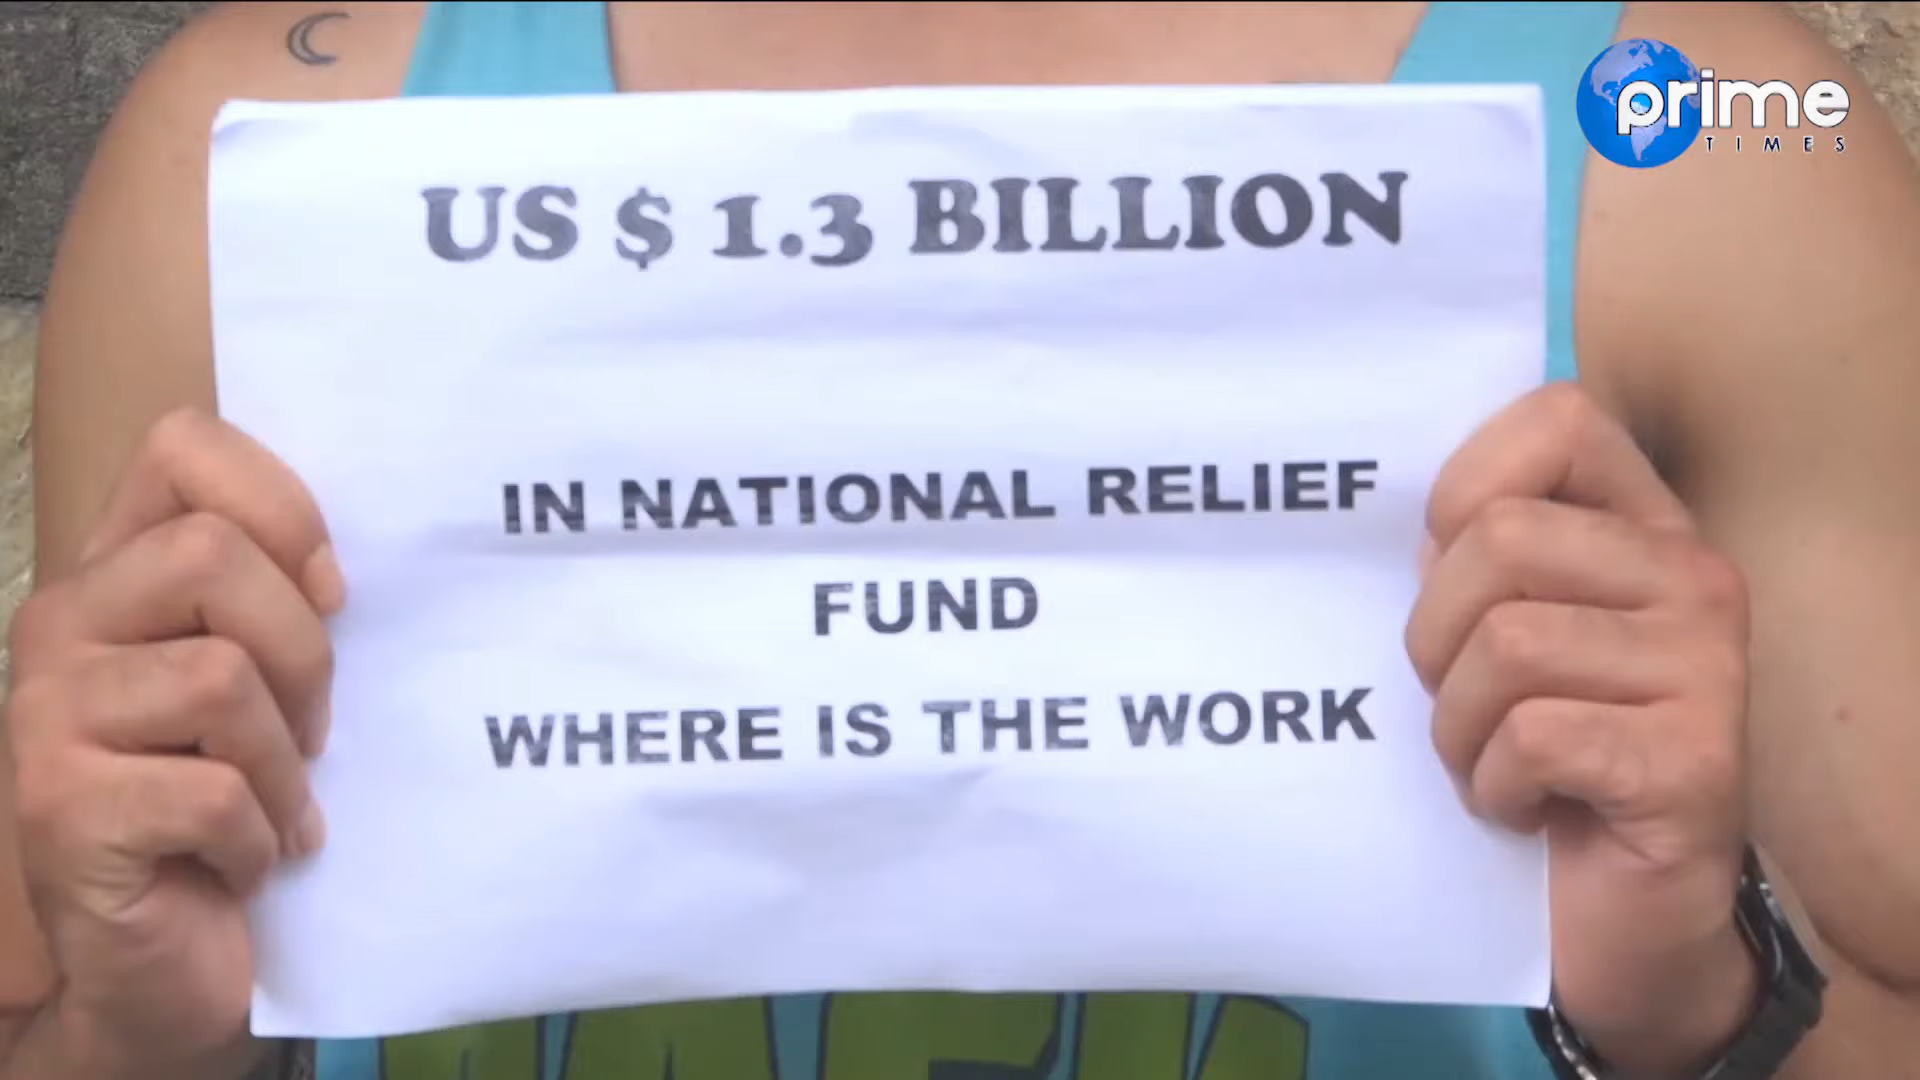 prime
TIMES
US $ 1.3 BILLION
IN NATIONAL RELIEF
FUND
WHERE IS THE WORK